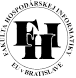 FAKULTA HOSPODÁRSKEJ INFORMATIKY
FHI
EU V BRATISLAVE